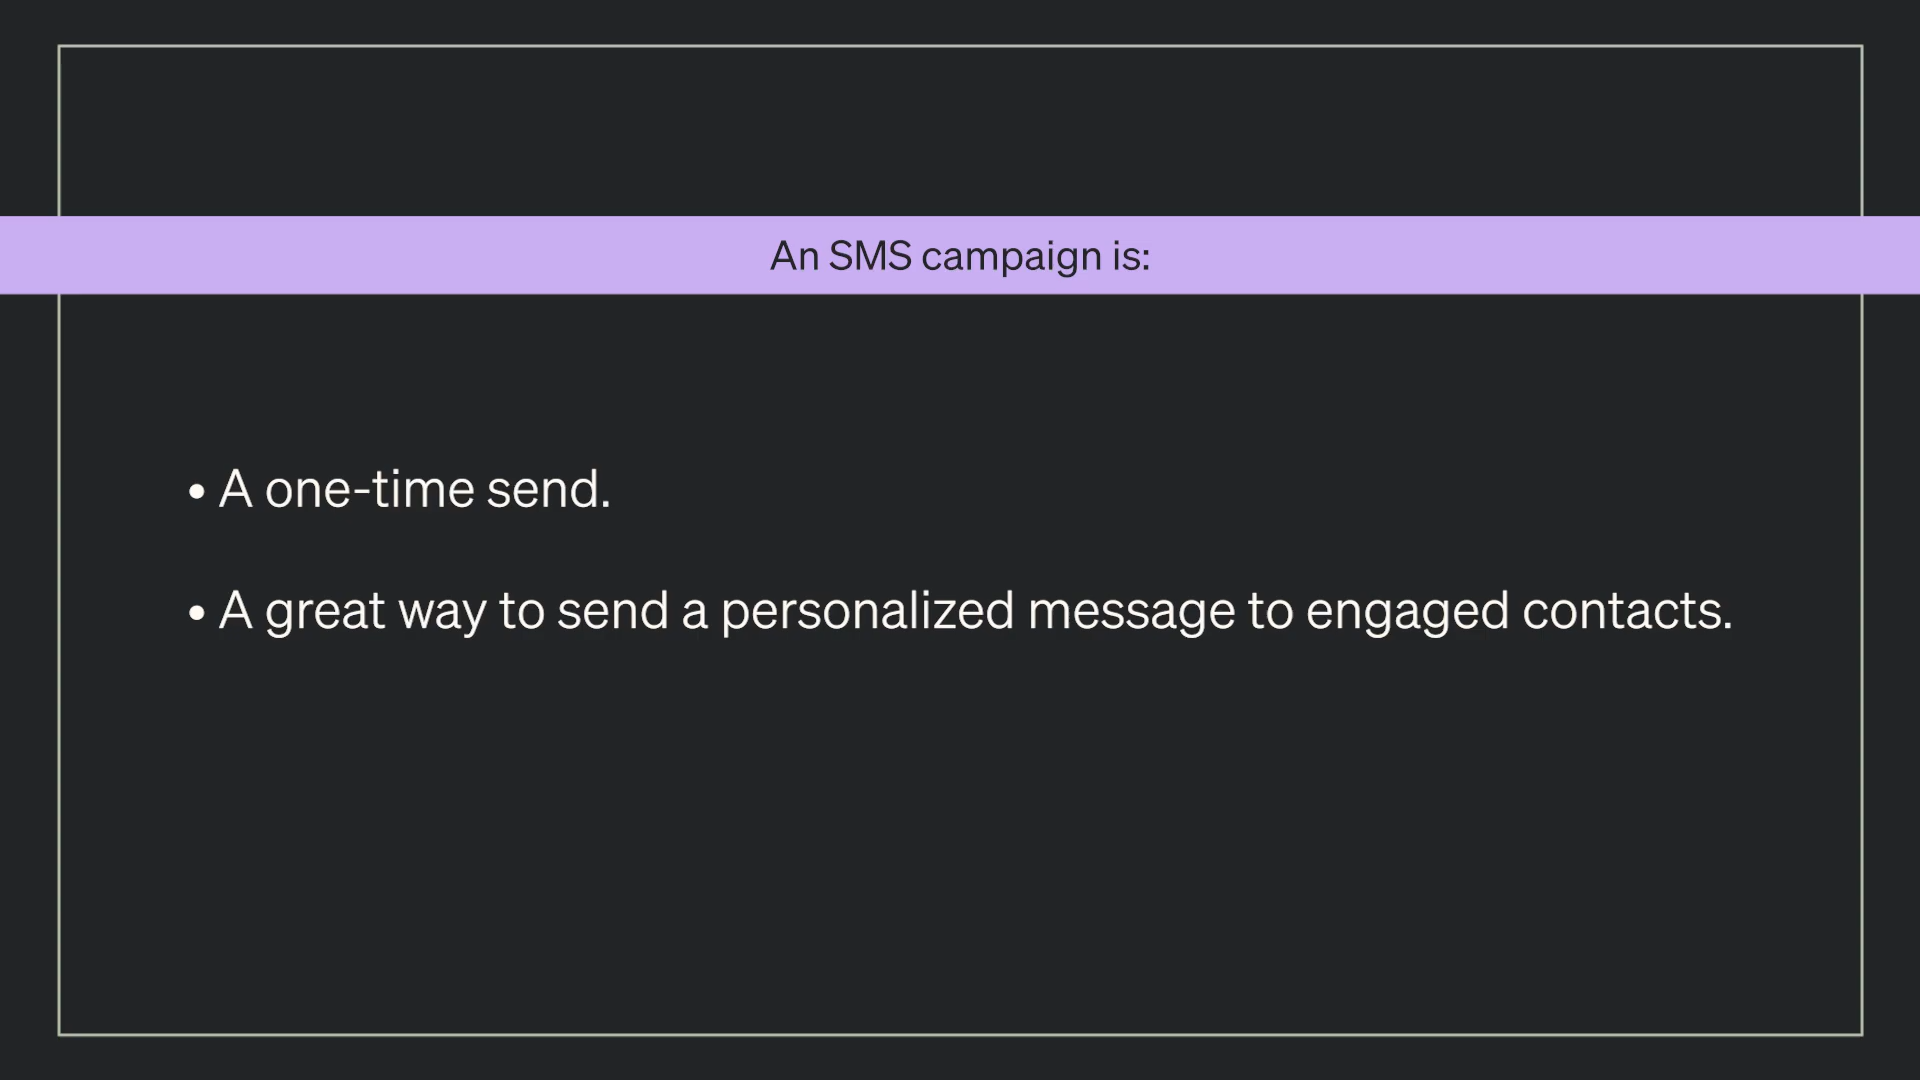 An SMS campaign is:
• A one-time send.
• A great way to send a personalized message to engaged contacts.